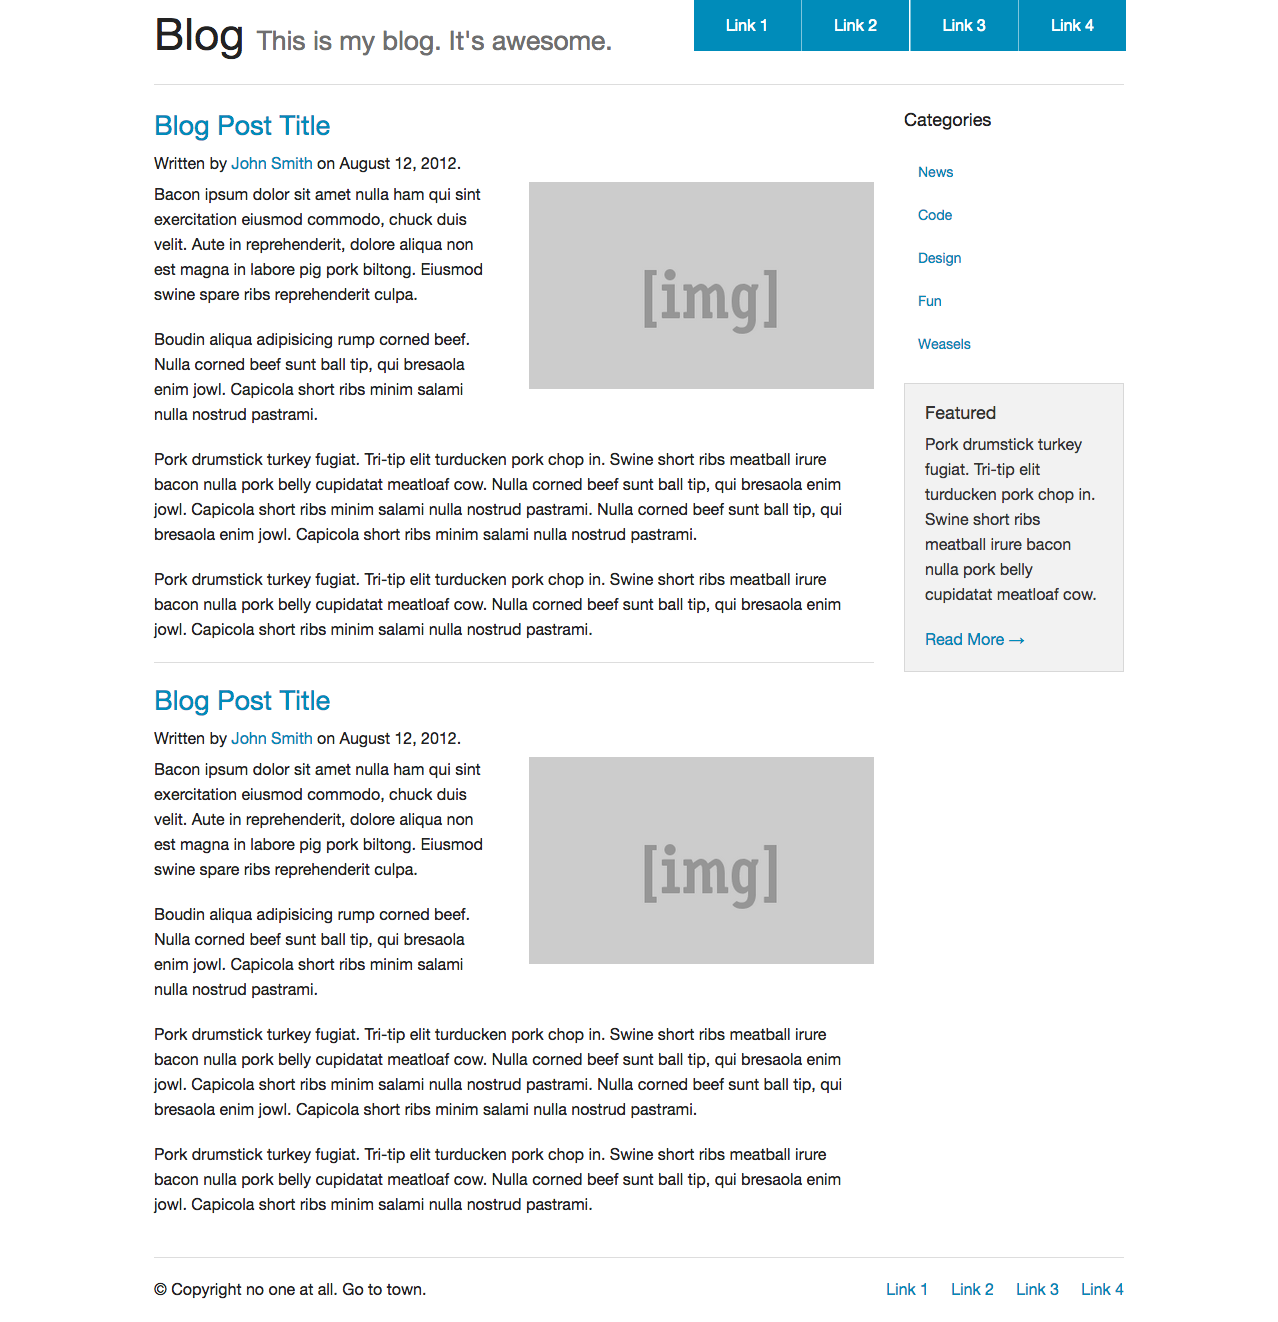 Blog This is my blog. It's awesome.
Link 1 Link 2 Link 3 Link 4
Blog Post Title
Written by John Smith on August 12, 2012.
Bacon ipsum dolor sit amet nulla ham qui sint
exercitation eiusmod commodo, chuck duis
velit. Aute in reprehenderit, dolore aliqua non
est magna in labore pig pork biltong. Eiusmod
swine spare ribs reprehenderit culpa.
[img]
Boudin aliqua adipisicing rump corned beef.
Nulla corned beef sunt ball tip, qui bresaola
enim jowl. Capicola short ribs minim salami
nulla nostrud pastrami.
Pork drumstick turkey fugiat. Tri-tip elit turducken pork chop in. Swine short ribs meatball irure
bacon nulla pork belly cupidatat meatloaf cow. Nulla corned beef sunt ball tip, qui bresaola enim
jowl. Capicola short ribs minim salami nulla nostrud pastrami. Nulla corned beef sunt ball tip, qui
bresaola enim jowl. Capicola short ribs minim salami nulla nostrud pastrami.
Pork drumstick turkey fugiat. Tri-tip elit turducken pork chop in. Swine short ribs meatball irure
bacon nulla pork belly cupidatat meatloaf cow. Nulla corned beef sunt ball tip, qui bresaola enim
jowl. Capicola short ribs minim salami nulla nostrud pastrami.
Blog Post Title
Written by John Smith on August 12, 2012.
Bacon ipsum dolor sit amet nulla ham qui sint
exercitation eiusmod commodo, chuck duis
velit. Aute in reprehenderit, dolore aliqua non
est magna in labore pig pork biltong. Eiusmod
swine spare ribs reprehenderit culpa.
[img]
Boudin aliqua adipisicing rump corned beef.
Nulla corned beef sunt ball tip, qui bresaola
enim jowl. Capicola short ribs minim salami
nulla nostrud pastrami.
Pork drumstick turkey fugiat. Tri-tip elit turducken pork chop in. Swine short ribs meatball irure
bacon nulla pork belly cupidatat meatloaf cow. Nulla corned beef sunt ball tip, qui bresaola enim
jowl. Capicola short ribs minim salami nulla nostrud pastrami. Nulla corned beef sunt ball tip, qui
bresaola enim jowl. Capicola short ribs minim salami nulla nostrud pastrami.
Pork drumstick turkey fugiat. Tri-tip elit turducken pork chop in. Swine short ribs meatball irure
bacon nulla pork belly cupidatat meatloaf cow. Nulla corned beef sunt ball tip, qui bresaola enim
jowl. Capicola short ribs minim salami nulla nostrud pastrami.
Categories
News
Code
Design
Fun
Weasels
Featured
Pork drumstick turkey
fugiat. Tri-tip elit
turducken pork chop in.
Swine short ribs
meatball irure bacon
nulla pork belly
cupidatat meatloaf cow.
Read More →
© Copyright no one at all. Go to town.
Link 1 Link 2 Link 3 Link 4